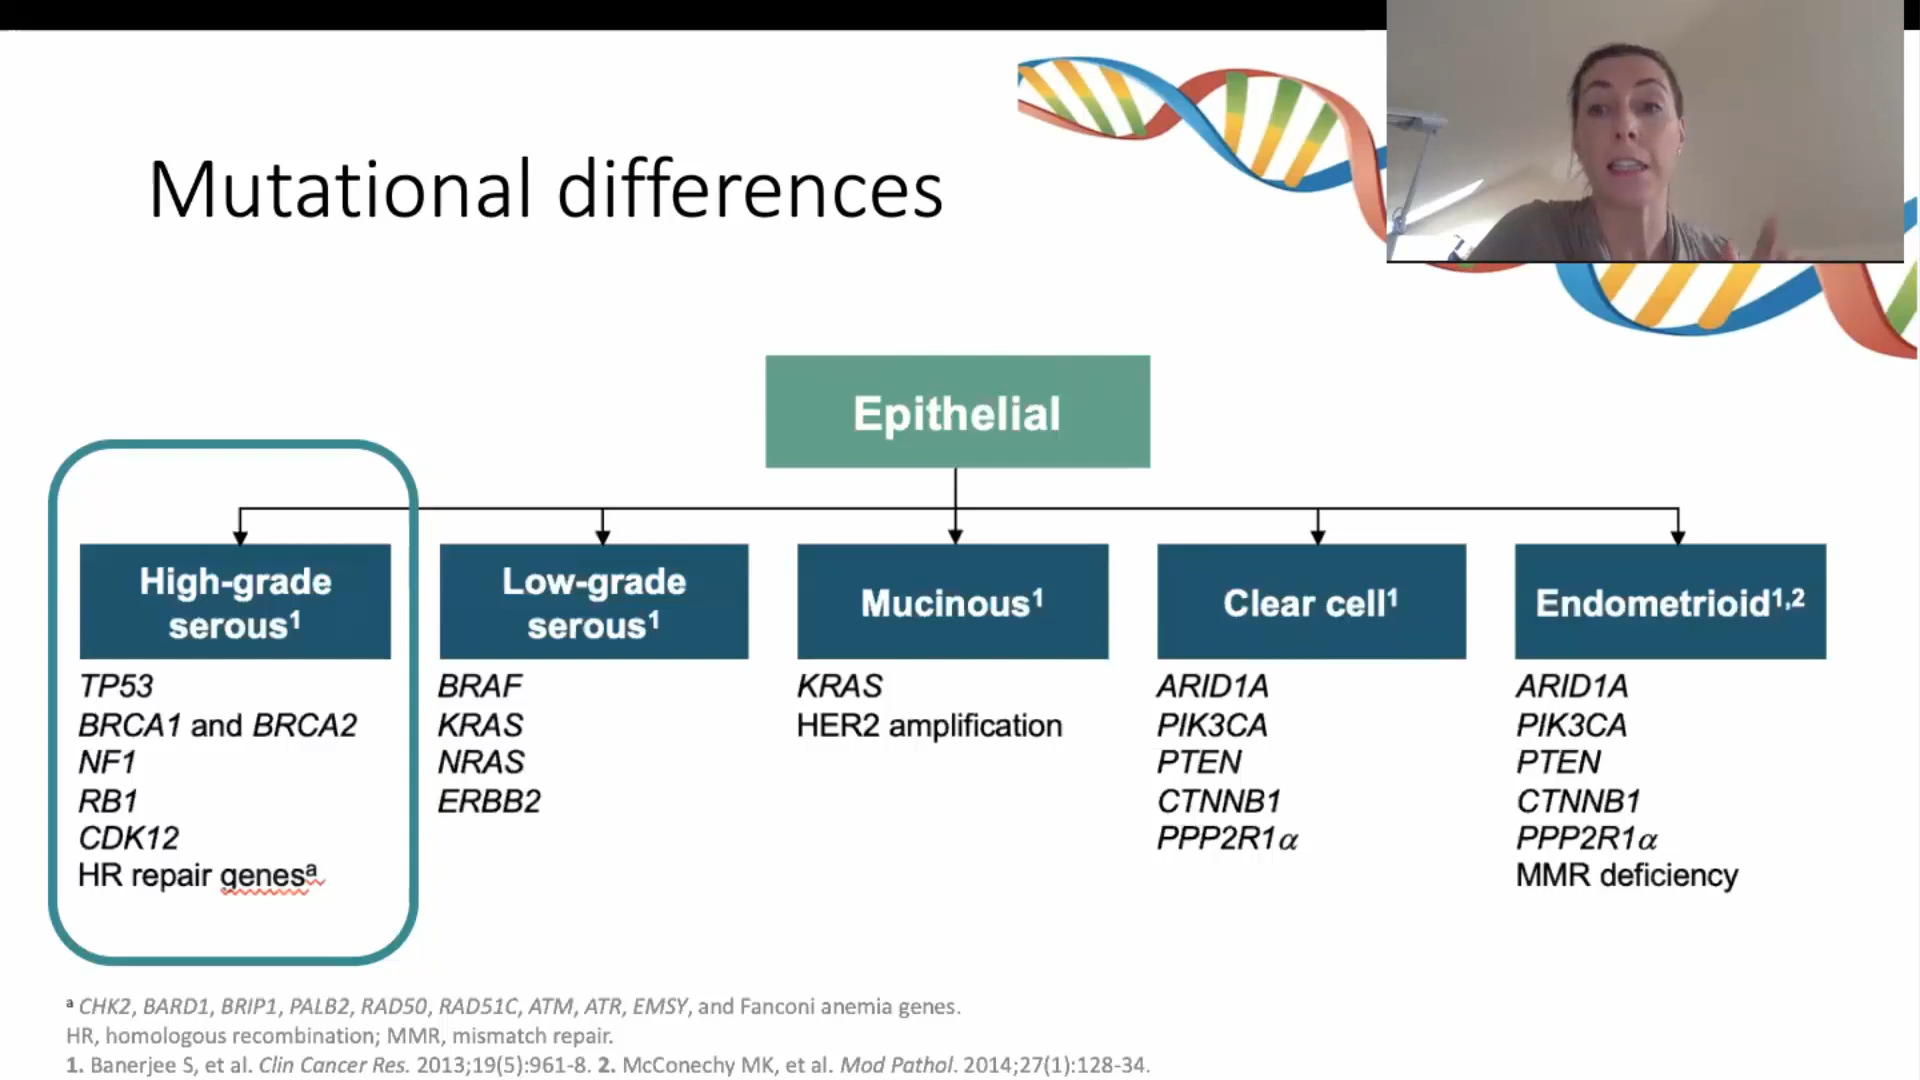 Mutational differences
Epithelial
High-grade
serous¹
Low-grade
serous¹
Mucinous¹
Clear cell¹
Endometrioid¹,²
TP53
BRCA1 and BRCA2
NF1
RB1
CDK12
HR repair genesᵃ
BRAF
KRAS
NRAS
ERBB2
KRAS
HER2 amplification
ARID1A
PIK3CA
PTEN
CTNNB1
PPP2R1α
ARID1A
PIK3CA
PTEN
CTNNB1
PPP2R1α
MMR deficiency
ᵃ CHK2, BARD1, BRIP1, PALB2, RAD50, RAD51C, ATM, ATR, EMSY, and Fanconi anemia genes.
HR, homologous recombination; MMR, mismatch repair.
1. Banerjee S, et al. Clin Cancer Res. 2013;19(5):961-8. 2. McConechy MK, et al. Mod Pathol. 2014;27(1):128-34.